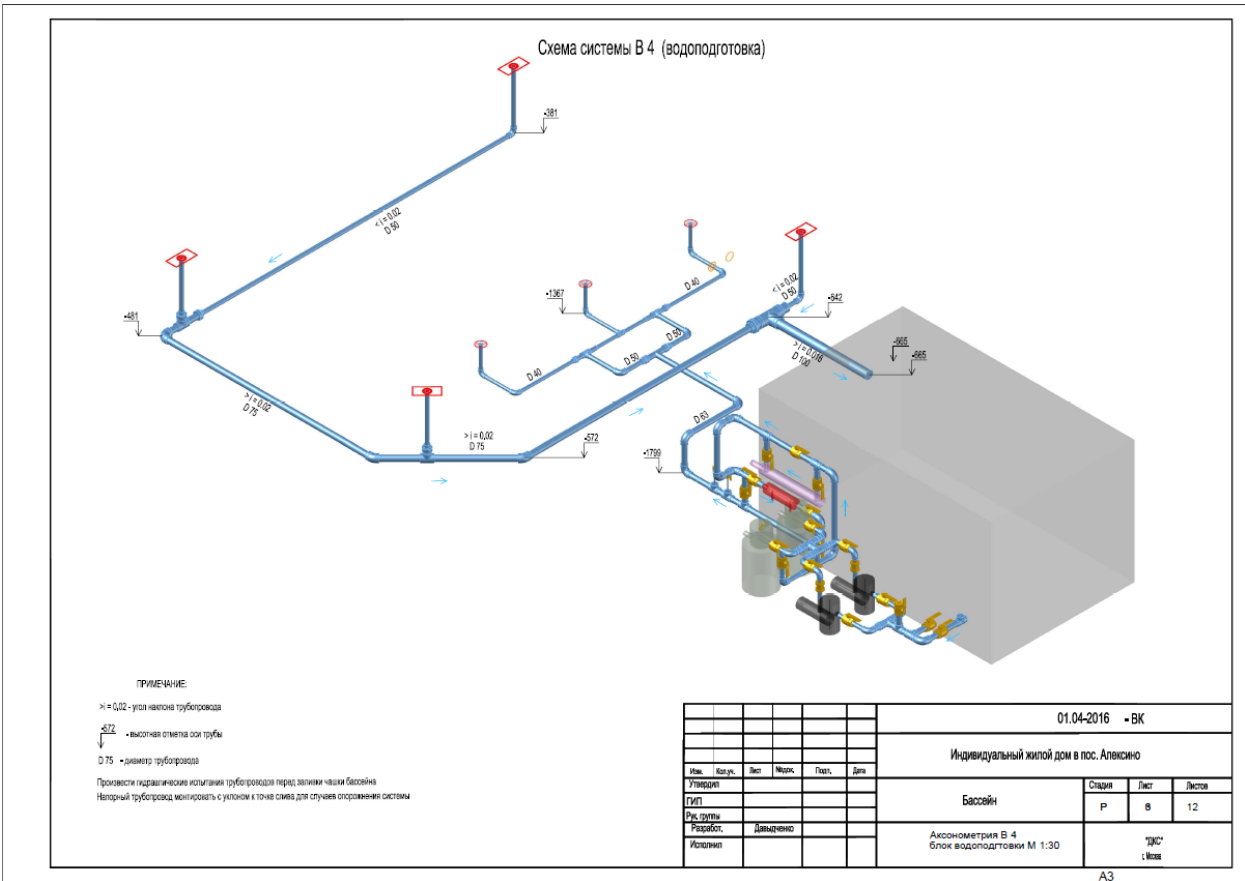 Схема системы В 4 (водоподготовка)
-381
< i = 0,02
D 50
-481
-1367
D 40
< i = 0,02
D 50
-542
D 50
D 50
D 40
> i = 0,016
D 100
-665
-665
> i = 0,02
D 75
D 63
> i = 0,02
D 75
-572
-1799
ПРИМЕЧАНИЕ:
>i = 0,02 - угол наклона трубопровода
-572 - высотная отметка оси трубы
D 75 - диаметр трубопровода
Произвести гидравлические испытания трубопроводов перед заливки чашки бассейна
Напорный трубопровод монтировать с уклоном к точке слива для случаев опорожнения системы
01.04-2016 - ВК
Индивидуальный жилой дом в пос. Алексино
Изм. Кол.уч. Лист №док. Подп. Дата
Утвердил
ГИП
Рук. группы
Разработ. Давыдченко
Исполнил
Бассейн
Стадия Лист Листов
Р 8 12
Аксонометрия В 4
блок водоподгтовки М 1:30
"ДКС"
г. Москва
А3